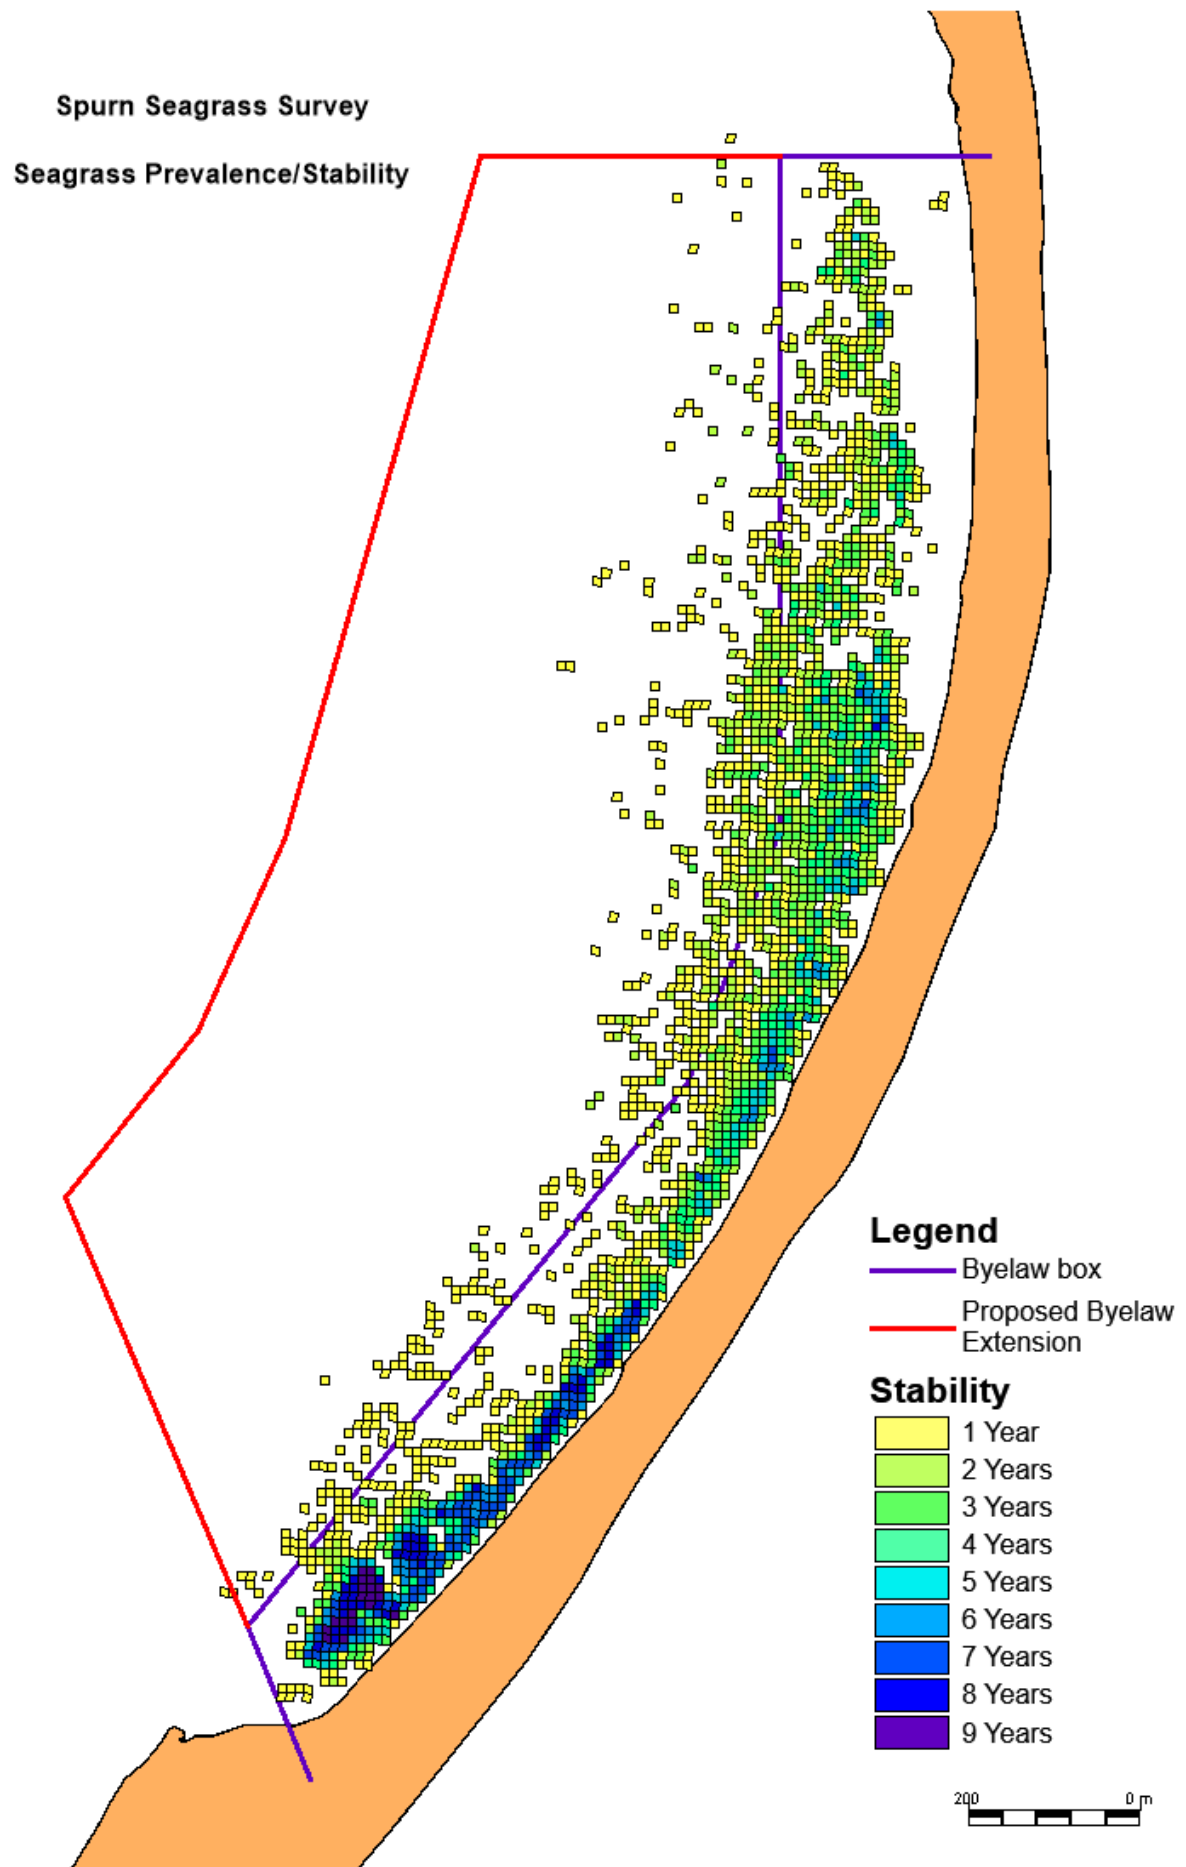 Spurn Seagrass Survey
Seagrass Prevalence/Stability
Legend
Byelaw box
Proposed Byelaw
Extension
Stability
1 Year
2 Years
3 Years
4 Years
5 Years
6 Years
7 Years
8 Years
9 Years
200 0 m